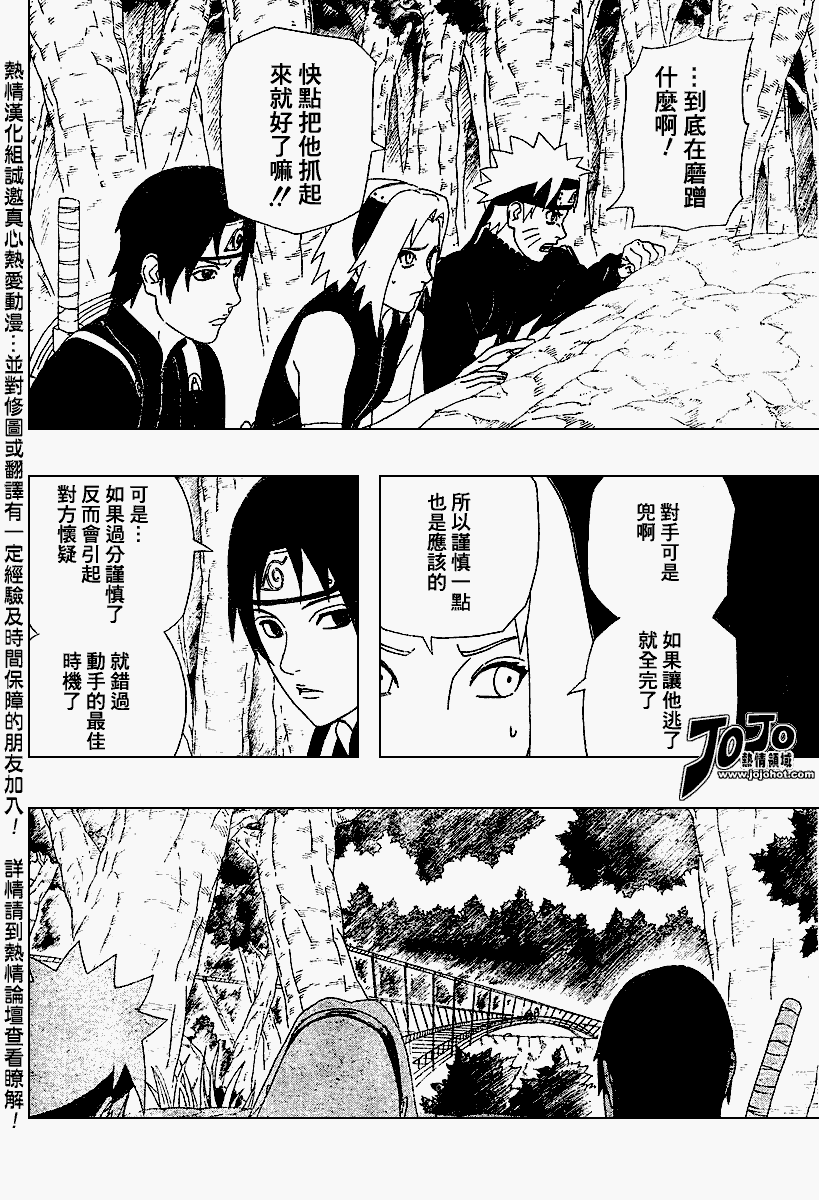 …到底在磨蹭
什麼啊！
快點把他抓起
來就好了嘛!!
對手可是
兜啊
如果讓他逃了
就全完了
所以謹慎一點
也是應該的
可是…
如果過分謹慎了
反而會引起
對方懷疑
就錯過
動手的最佳
時機了
JOJO
熱情領域
www.jojohot.com
熱情漢化組誠邀真心熱愛動漫…並對修圖或翻譯有一定經驗及時間保障的朋友加入！ 詳情請到熱情論壇查看瞭解！